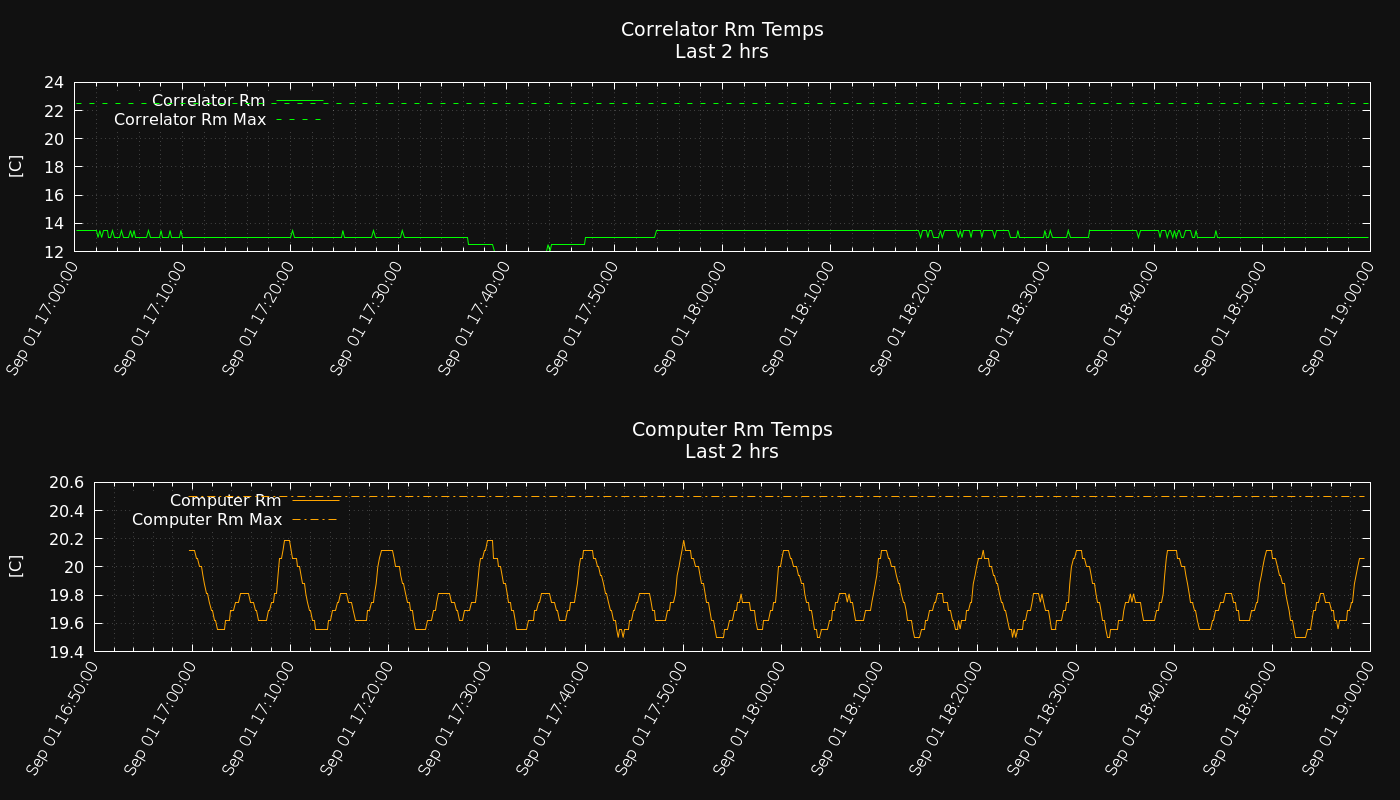 Correlator Rm Temps
Last 2 hrs
24
22
20
18
16
14
12
[C]
Correlator Rm
Correlator Rm Max
Sep 01 17:00:00
Sep 01 17:10:00
Sep 01 17:20:00
Sep 01 17:30:00
Sep 01 17:40:00
Sep 01 17:50:00
Sep 01 18:00:00
Sep 01 18:10:00
Sep 01 18:20:00
Sep 01 18:30:00
Sep 01 18:40:00
Sep 01 18:50:00
Sep 01 19:00:00
Computer Rm Temps
Last 2 hrs
20.6
20.4
20.2
20
19.8
19.6
19.4
[C]
Computer Rm
Computer Rm Max
Sep 01 16:50:00
Sep 01 17:00:00
Sep 01 17:10:00
Sep 01 17:20:00
Sep 01 17:30:00
Sep 01 17:40:00
Sep 01 17:50:00
Sep 01 18:00:00
Sep 01 18:10:00
Sep 01 18:20:00
Sep 01 18:30:00
Sep 01 18:40:00
Sep 01 18:50:00
Sep 01 19:00:00